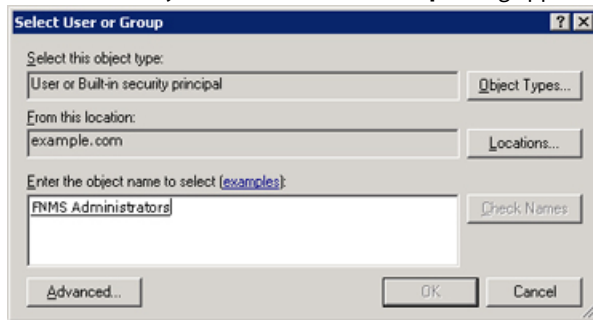 Select User or Group
Select this object type:
User or Built-in security principal
Object Types...
From this location:
example.com
Locations...
Enter the object name to select (examples):
FNMS Administrators
Check Names
Advanced...
OK
Cancel